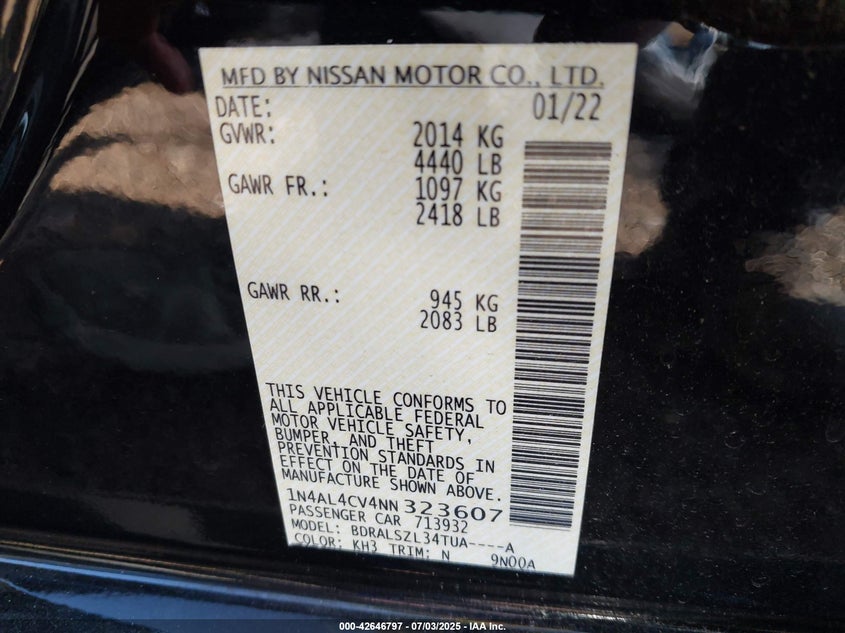 MFD BY NISSAN MOTOR CO., LTD.
DATE: 01/22
GVWR: 2014 KG
4440 LB
GAWR FR.: 1097 KG
2418 LB
GAWR RR.: 945 KG
2083 LB
THIS VEHICLE CONFORMS TO
ALL APPLICABLE FEDERAL
MOTOR VEHICLE SAFETY,
BUMPER, AND THEFT
PREVENTION STANDARDS IN
EFFECT ON THE DATE OF
MANUFACTURE SHOWN ABOVE.
1N4AL4CV4NN323607
PASSENGER CAR 713932
MODEL: BDRALSZL34TUA----A
COLOR: KH3 TRIM: N 9N00A
000-42646797 - 07/03/2025 - IAA Inc.